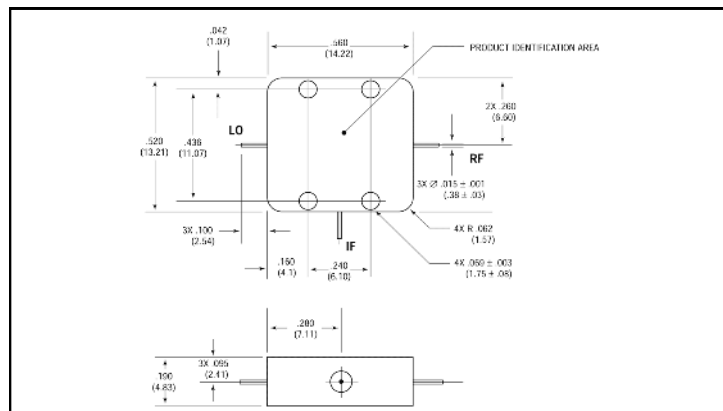 .042
(1.07)
.560
(14.22)
PRODUCT IDENTIFICATION AREA
2X .260
(6.60)
LO
.520
(13.21)
.436
(11.07)
RF
3X Ø .015 ± .001
(.38 ± .03)
3X .100
(2.54)
IF
4X R .062
(1.57)
.160
(4.1)
.240
(6.10)
4X .069 ± .003
(1.75 ± .08)
.280
(7.11)
.190
(4.83)
3X .095
(2.41)